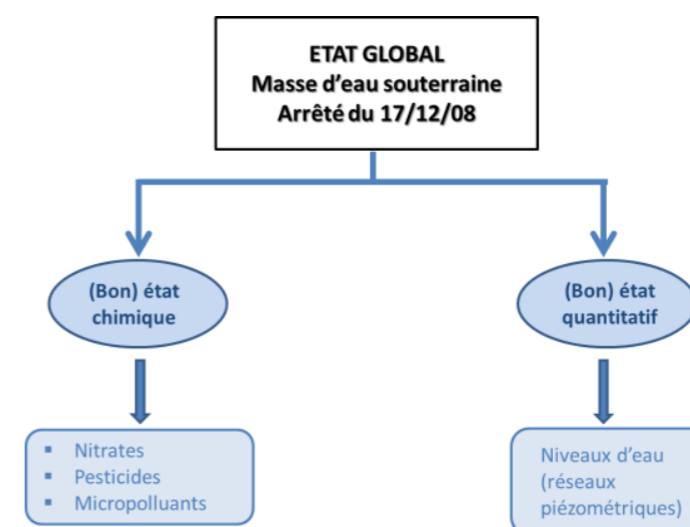 ETAT GLOBAL
Masse d'eau souterraine
Arrêté du 17/12/08
(Bon) état
chimique
(Bon) état
quantitatif
▪ Nitrates
▪ Pesticides
▪ Micropolluants
Niveaux d'eau
(réseaux
piézométriques)